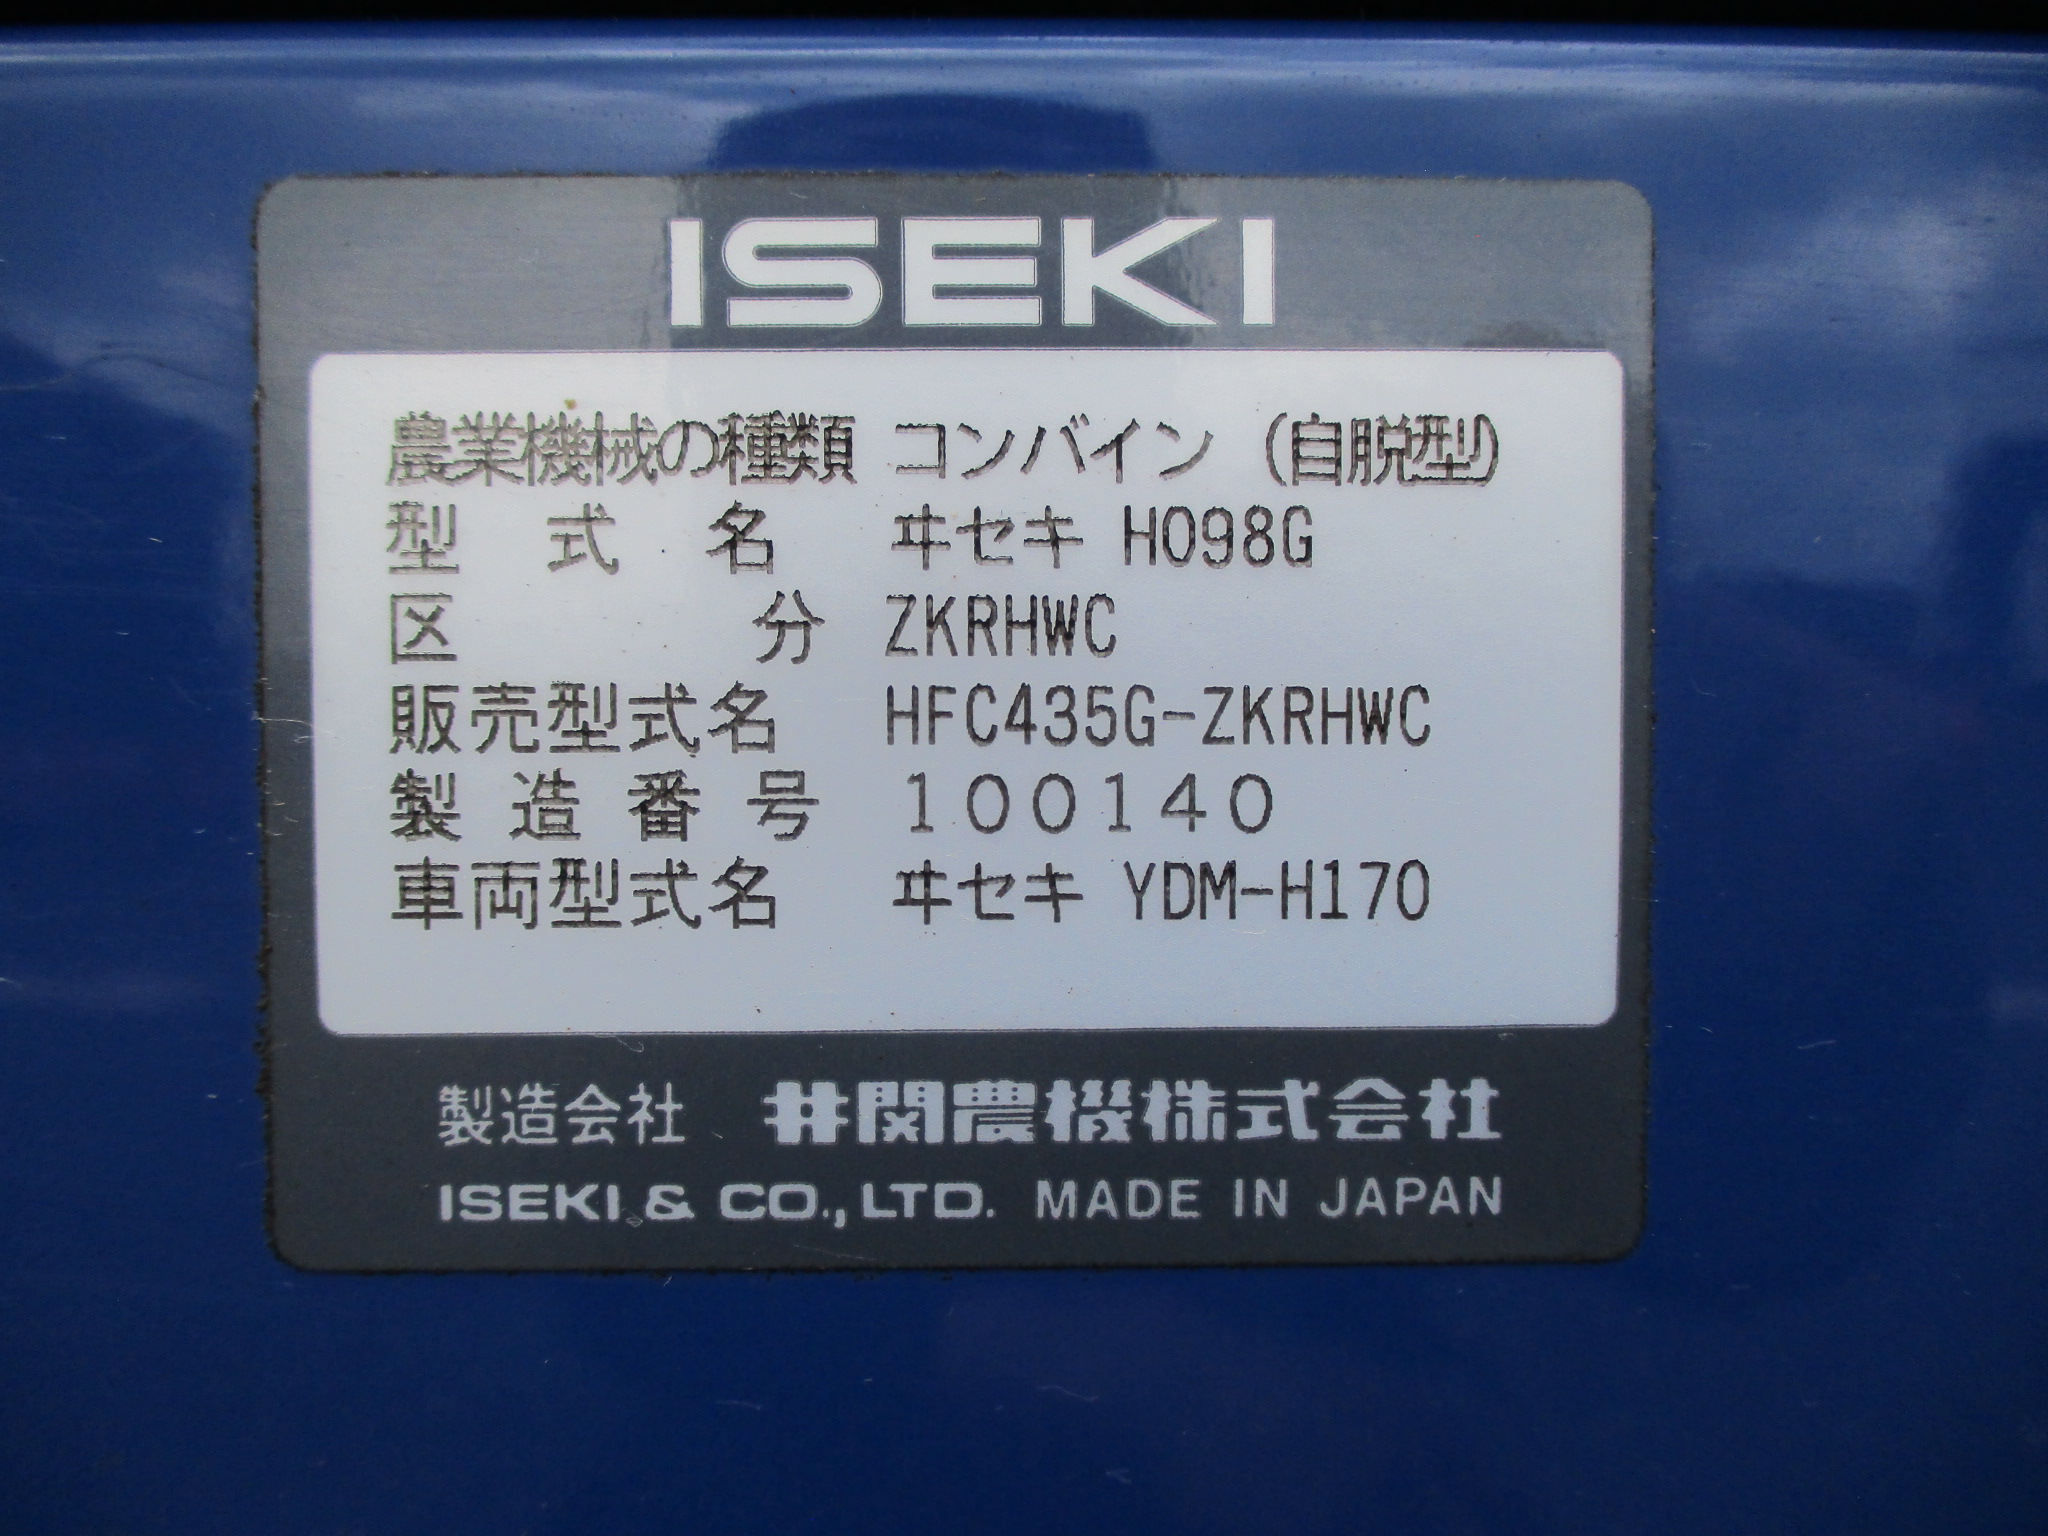 ISEKI
農業機械の種類 コンバイン（自脱型）
型式名 ヰセキ H098G
区分 ZKRHWC
販売型式名 HFC435G-ZKRHWC
製造番号 100140
車両型式名 ヰセキ YDM-H170
製造会社 井関農機株式会社
ISEKI & CO., LTD. MADE IN JAPAN